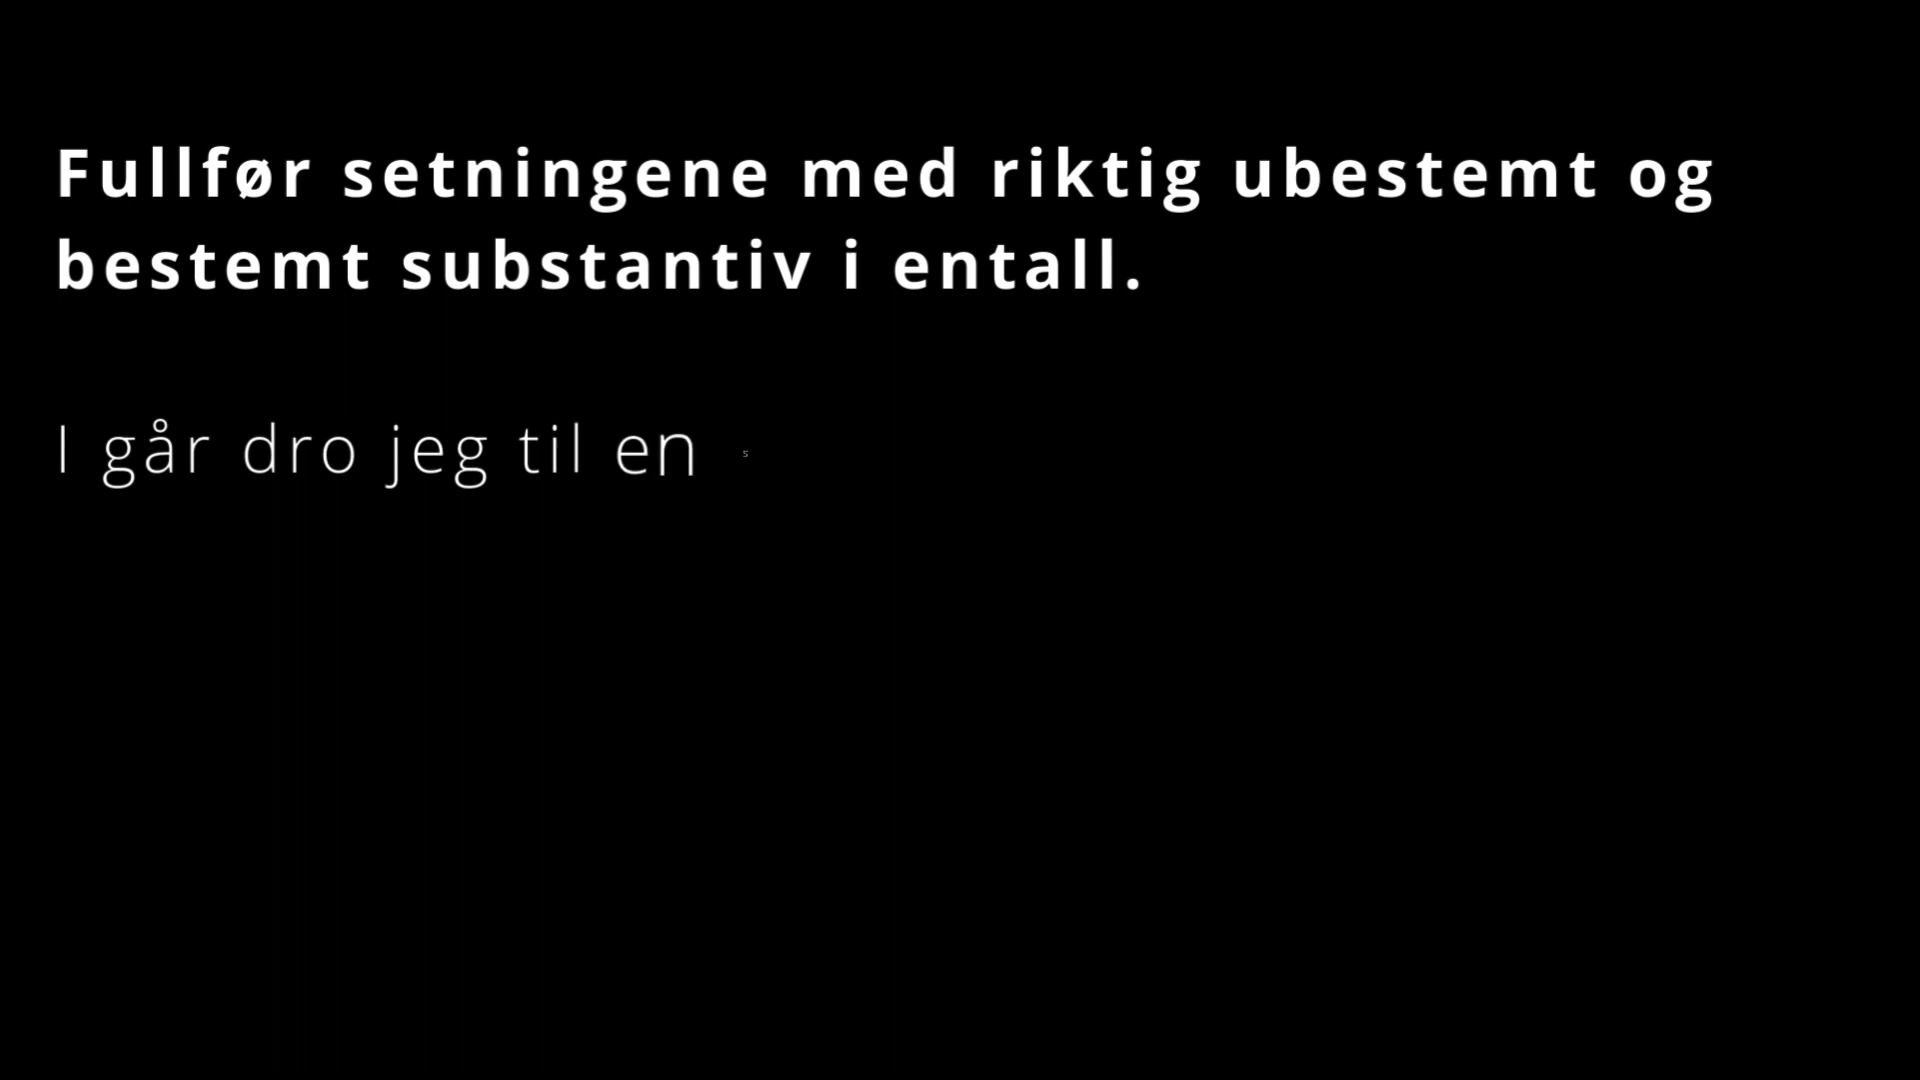 Fullfør setningene med riktig ubestemt og
bestemt substantiv i entall.
I går dro jeg til en s